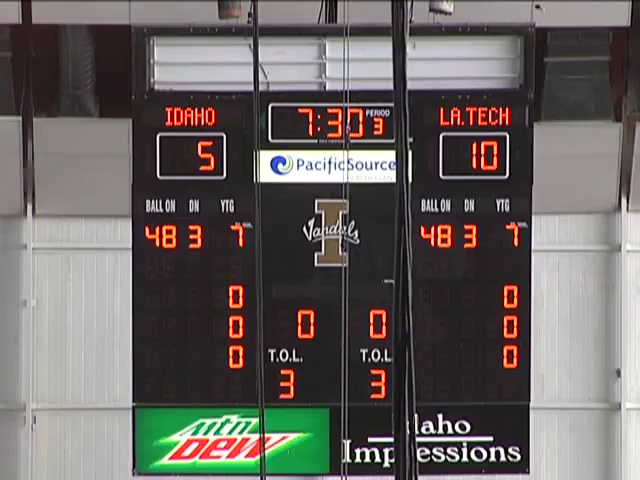 IDAHO 7:30 PERIOD 3 LA.TECH
5 10
PacificSource
BALL ON DN YTG BALL ON DN YTG
I
Vandals
48 3 7 48 3 7
0 0
0 0 0 0
0 0
T.O.L. T.O.L.
3 3
Mtn DEW
Idaho Impressions